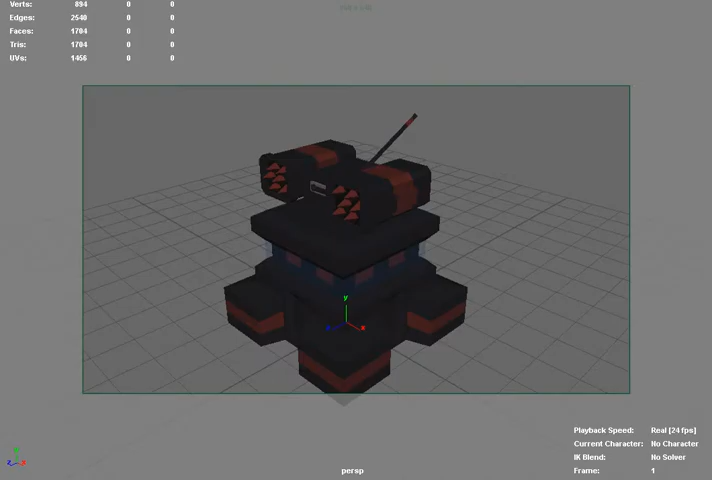 Verts: 894 0 0
Edges: 2540 0 0
Faces: 1704 0 0
Tris: 1704 0 0
UVs: 1456 0 0
y
x
z
Playback Speed: Real [24 fps]
Current Character: No Character
IK Blend: No Solver
Frame: 1
persp
y
z x